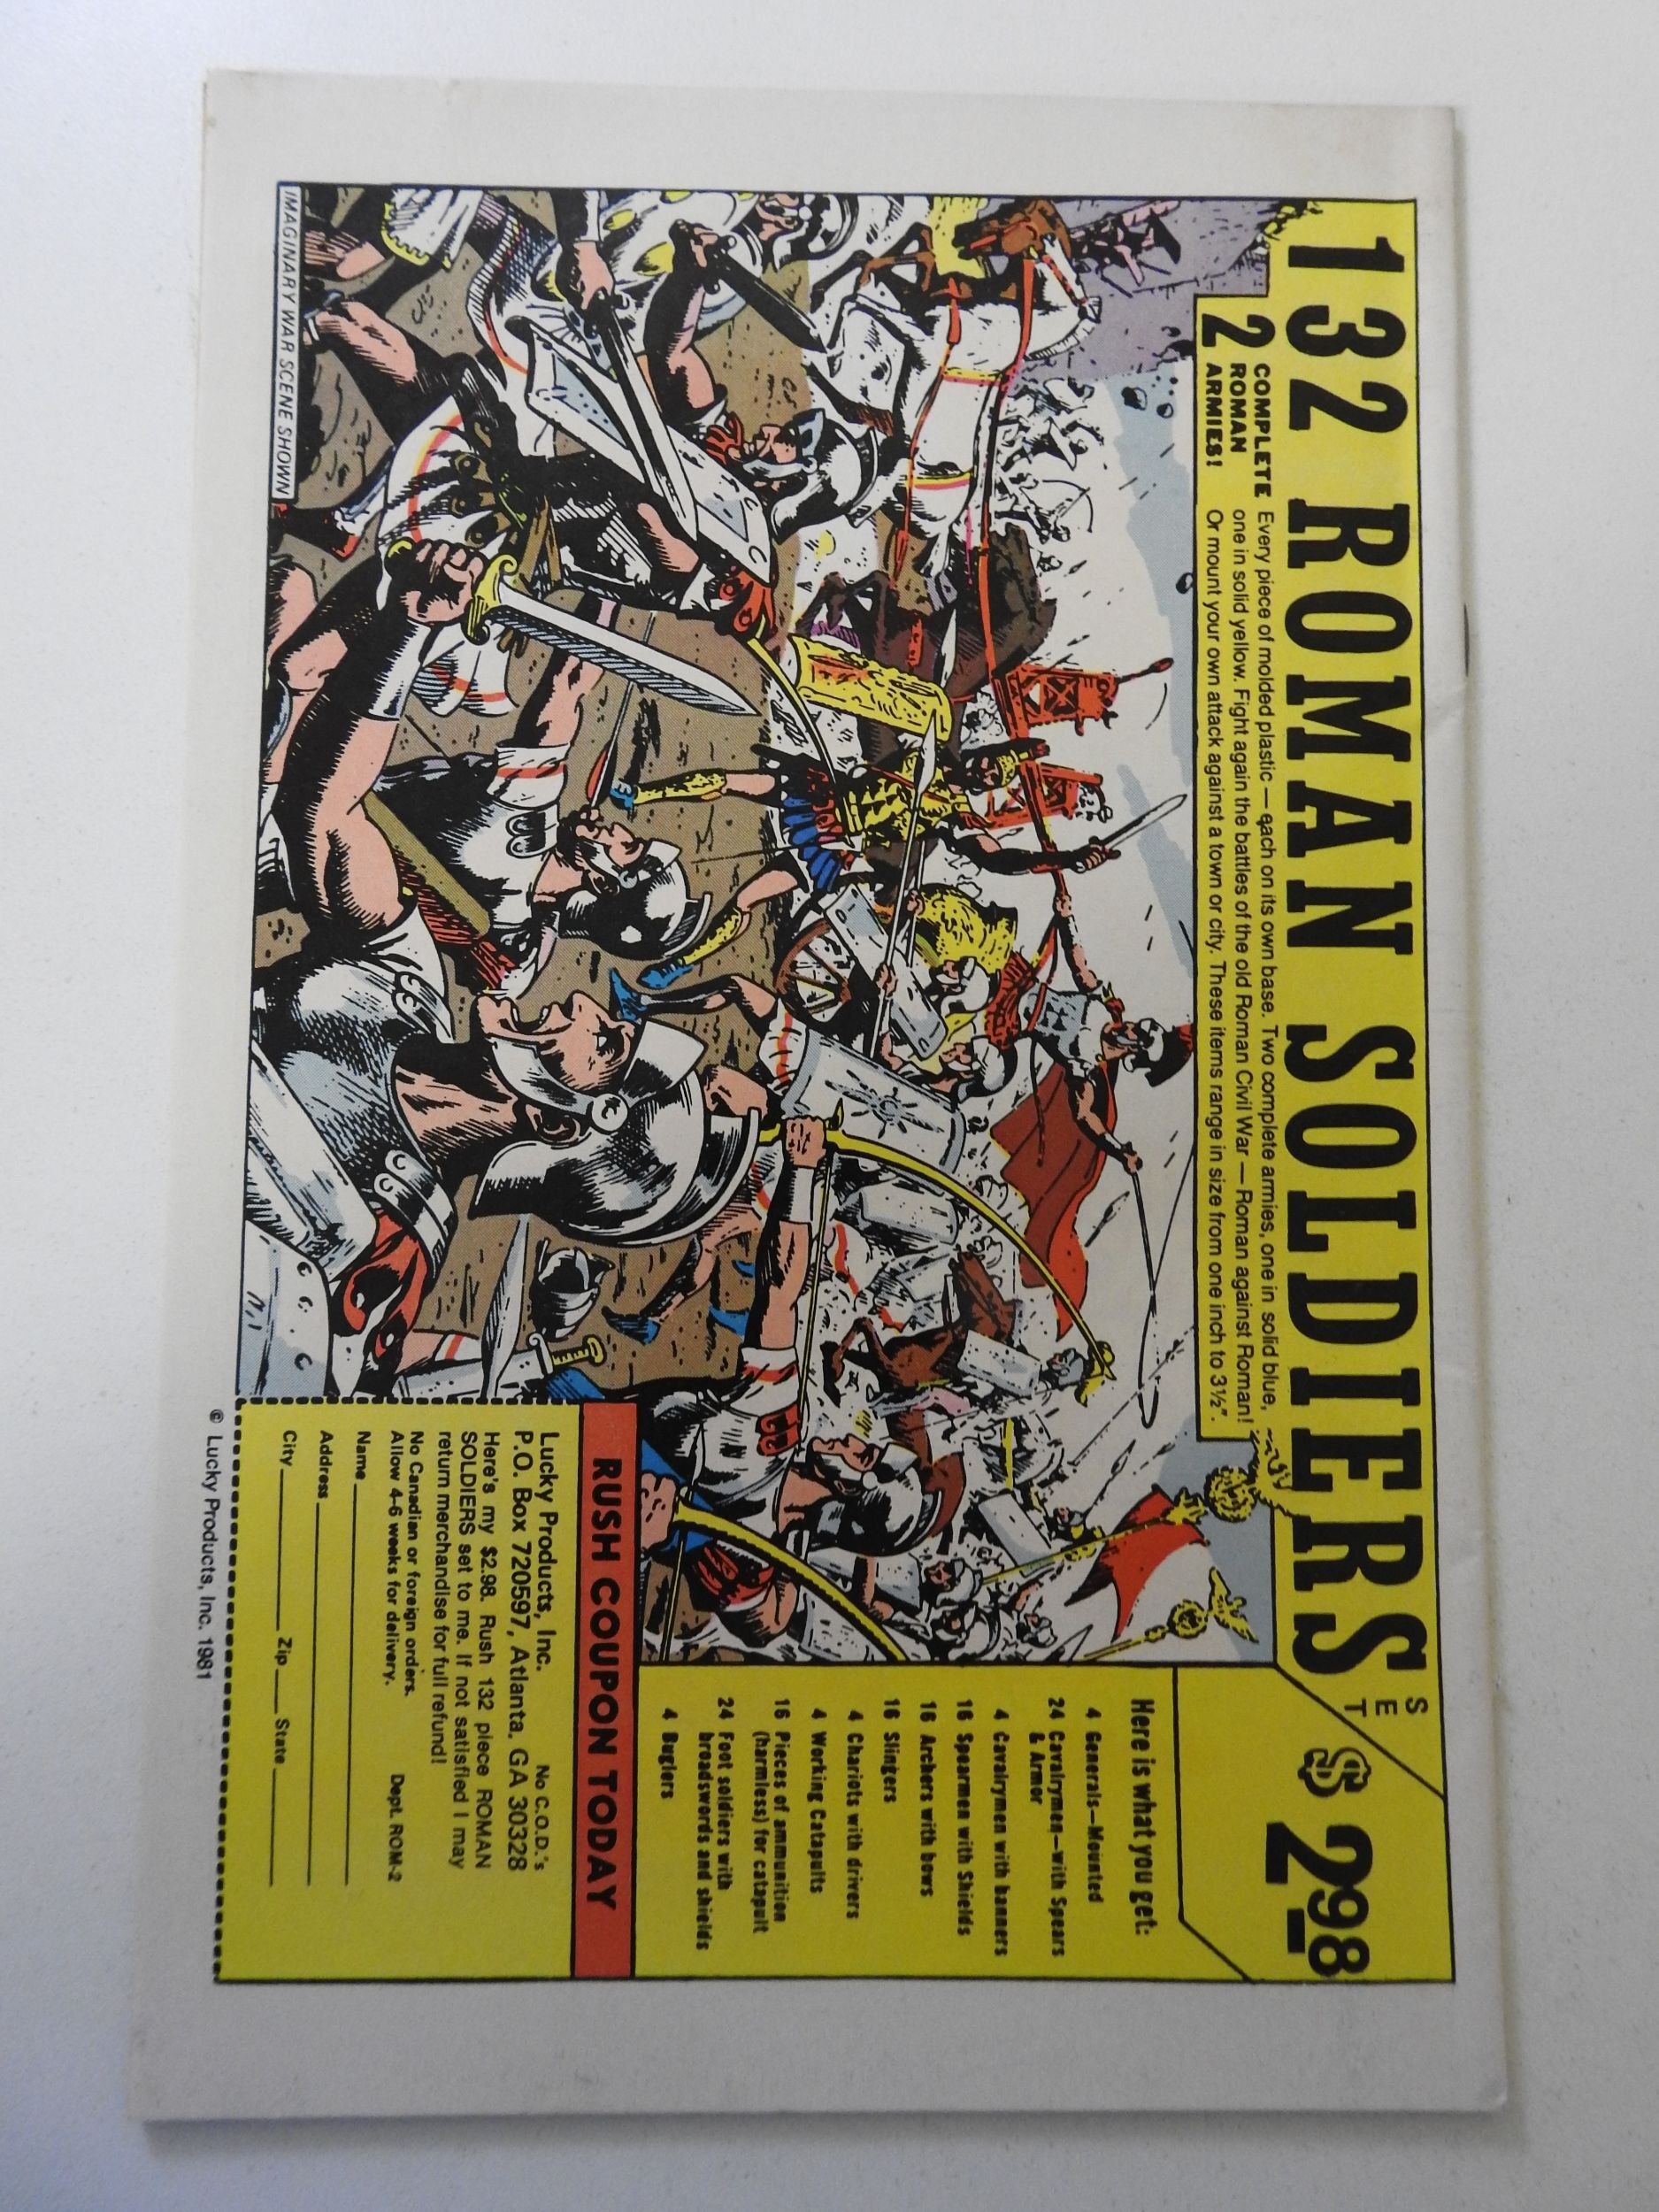 132 ROMAN SOLDIERS SET $2.98
2 COMPLETE ROMAN ARMIES!
Every piece of molded plastic — each on its own base. Two complete armies, one in solid blue,
one in solid yellow. Fight again the battles of the old Roman Civil War — Roman against Roman!
Or mount your own attack against a town or city. These items range in size from one inch to 3½".
Here is what you get:
4 Generals—Mounted
24 Cavalrymen—with Spears
& Armor
4 Cavalrymen with banners
16 Spearmen with Shields
16 Archers with bows
16 Slingers
4 Chariots with drivers
4 Working Catapults
16 Pieces of ammunition
(harmless) for catapult
24 Foot soldiers with
broadswords and shields
4 Buglers
RUSH COUPON TODAY
Lucky Products, Inc. No C.O.D.'s
P.O. Box 720597, Atlanta, GA 30328
Here's my $2.98. Rush 132 piece ROMAN
SOLDIERS set to me. If not satisfied I may
return merchandise for full refund!
No Canadian or foreign orders.
Allow 4-6 weeks for delivery. Dept. ROM-2
Name
Address
City Zip State
IMAGINARY WAR SCENE SHOWN
© Lucky Products, Inc. 1981